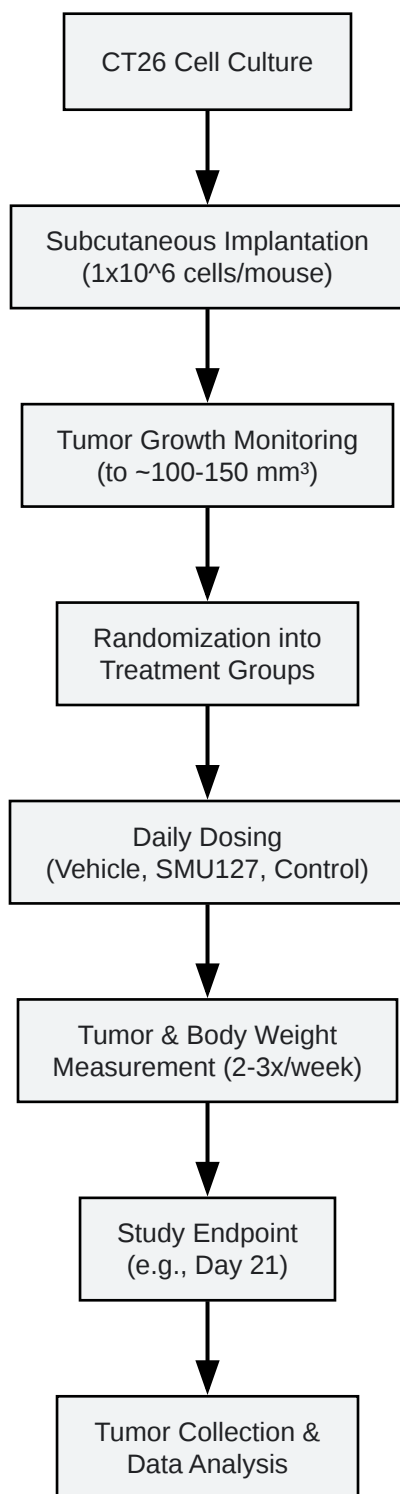 CT26 Cell Culture
Subcutaneous Implantation
(1x10^6 cells/mouse)
Tumor Growth Monitoring
(to ~100-150 mm³)
Randomization into
Treatment Groups
Daily Dosing
(Vehicle, SMU127, Control)
Tumor & Body Weight
Measurement (2-3x/week)
Study Endpoint
(e.g., Day 21)
Tumor Collection &
Data Analysis